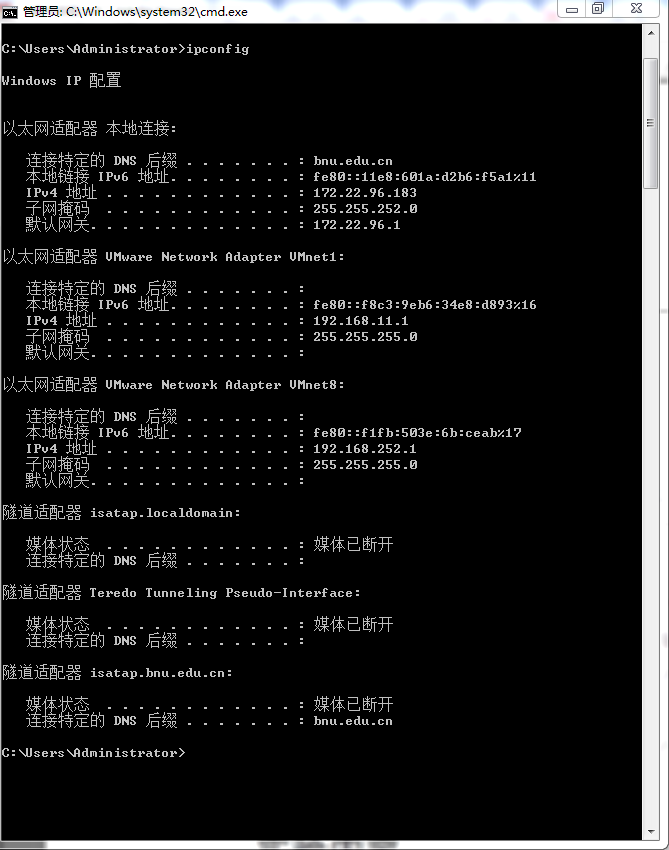 管理员: C:\Windows\system32\cmd.exe
C:\Users\Administrator>ipconfig
Windows IP 配置
以太网适配器 本地连接:
连接特定的 DNS 后缀 . . . . . . . : bnu.edu.cn
本地链接 IPv6 地址. . . . . . . . : fe80::11e8:601a:d2b6:f5a1%11
IPv4 地址 . . . . . . . . . . . . : 172.22.96.183
子网掩码  . . . . . . . . . . . . : 255.255.252.0
默认网关. . . . . . . . . . . . . : 172.22.96.1
以太网适配器 VMware Network Adapter VMnet1:
连接特定的 DNS 后缀 . . . . . . . :
本地链接 IPv6 地址. . . . . . . . : fe80::f8c3:9eb6:34e8:d893%16
IPv4 地址 . . . . . . . . . . . . : 192.168.11.1
子网掩码  . . . . . . . . . . . . : 255.255.255.0
默认网关. . . . . . . . . . . . . :
以太网适配器 VMware Network Adapter VMnet8:
连接特定的 DNS 后缀 . . . . . . . :
本地链接 IPv6 地址. . . . . . . . : fe80::f1fb:503e:6b:ceab%17
IPv4 地址 . . . . . . . . . . . . : 192.168.252.1
子网掩码  . . . . . . . . . . . . : 255.255.255.0
默认网关. . . . . . . . . . . . . :
隧道适配器 isatap.localdomain:
媒体状态  . . . . . . . . . . . . : 媒体已断开
连接特定的 DNS 后缀 . . . . . . . :
隧道适配器 Teredo Tunneling Pseudo-Interface:
媒体状态  . . . . . . . . . . . . : 媒体已断开
连接特定的 DNS 后缀 . . . . . . . :
隧道适配器 isatap.bnu.edu.cn:
媒体状态  . . . . . . . . . . . . : 媒体已断开
连接特定的 DNS 后缀 . . . . . . . : bnu.edu.cn
C:\Users\Administrator>